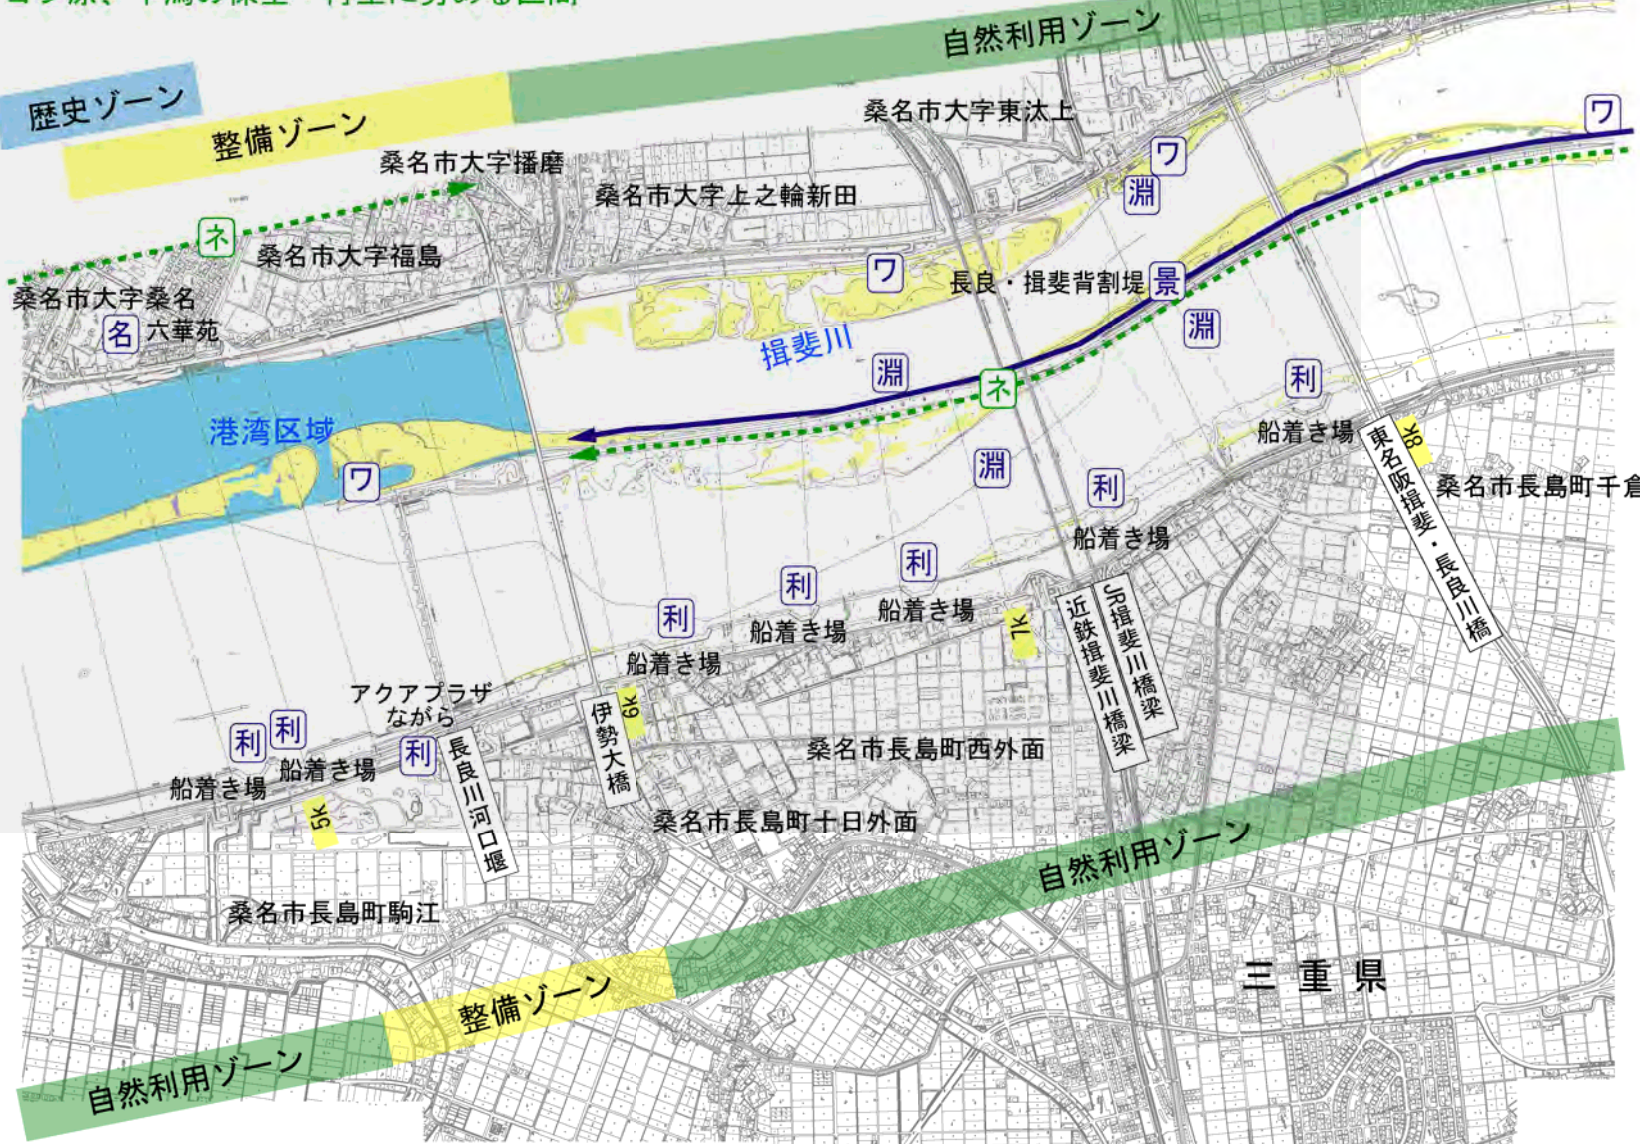 自然利用ゾーン
歴史ゾーン
整備ゾーン
桑名市大字東汰上
ワ
桑名市大字播磨
ワ
淵
桑名市大字上之輪新田
ネ
桑名市大字福島
ワ
長良・揖斐背割堤
景
桑名市大字桑名
名
六華苑
揖斐川
淵
淵
ネ
利
船着き場
港湾区域
ワ
淵
利
船着き場
東名阪揖斐・長良川橋
8K
桑名市長島町千倉
利
船着き場
利
船着き場
利
船着き場
7K
近鉄揖斐川橋梁
JR揖斐川橋梁
アクアプラザ
ながら
利
利
利
船着き場
船着き場
長良川河口堰
伊勢大橋
6K
5K
桑名市長島町西外面
桑名市長島町十日外面
自然利用ゾーン
桑名市長島町駒江
三重県
整備ゾーン
自然利用ゾーン